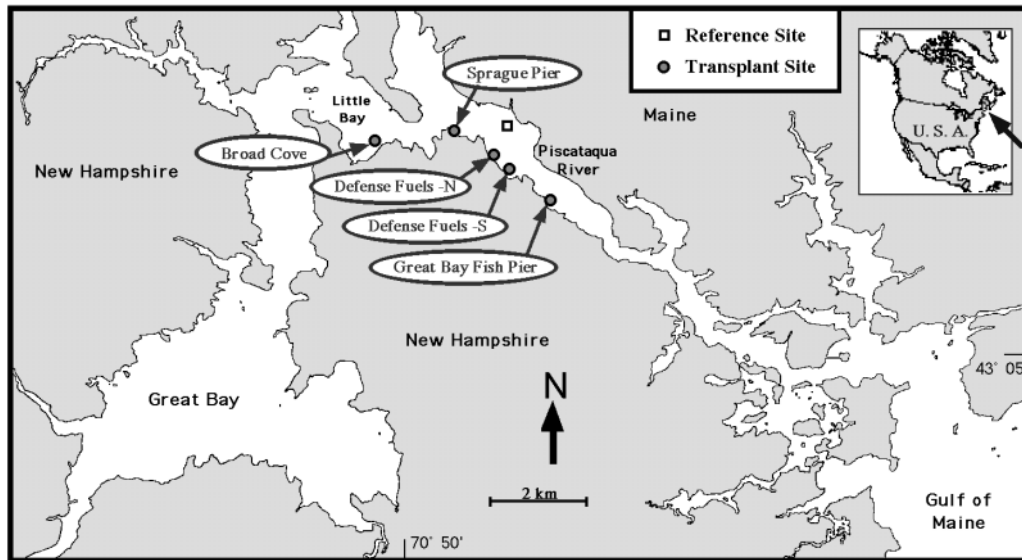 Reference Site
Transplant Site
Sprague Pier
Little
Bay
Maine
U. S. A.
Broad Cove
New Hampshire
Piscataqua
River
Defense Fuels -N
Defense Fuels -S
Great Bay Fish Pier
New Hampshire
43° 05
Great Bay
N
2 km
Gulf of
Maine
70° 50'